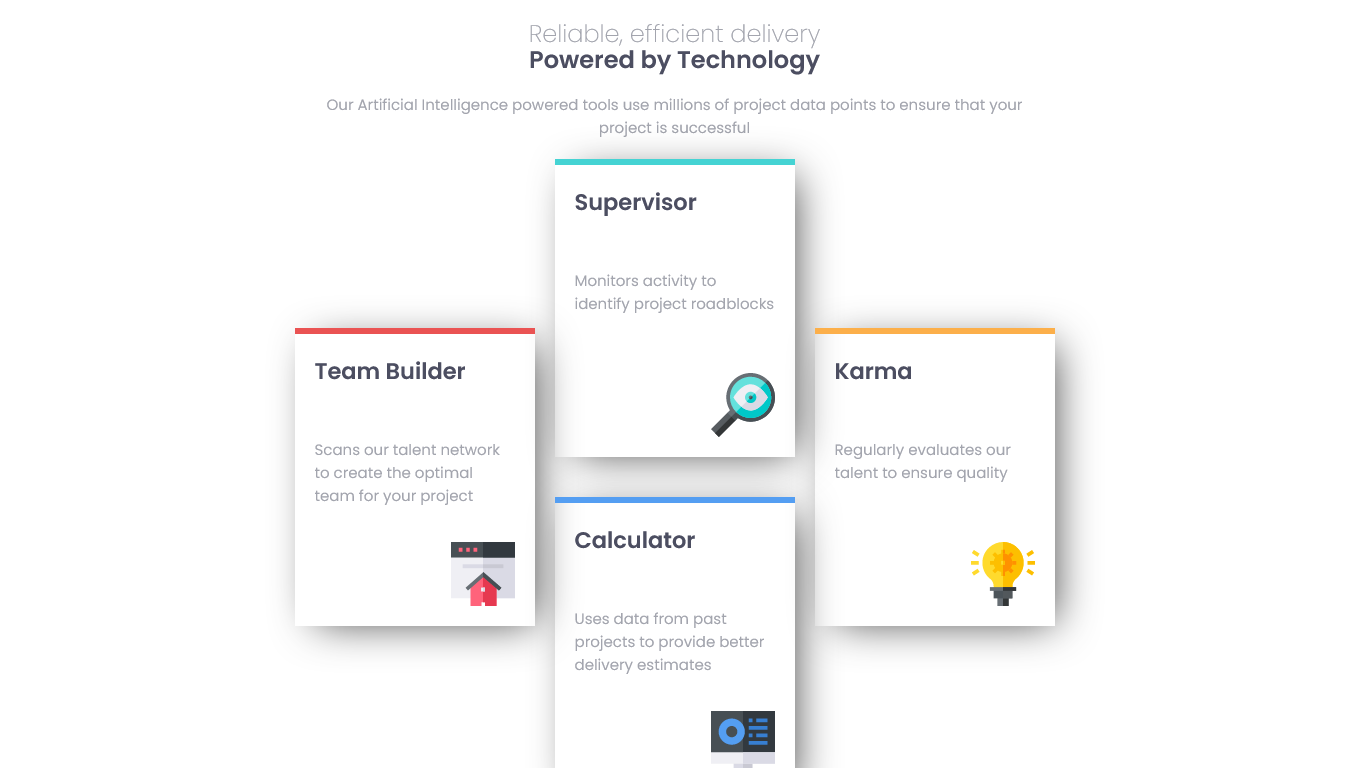 Reliable, efficient delivery
Powered by Technology
Our Artificial Intelligence powered tools use millions of project data points to ensure that your
project is successful
Supervisor
Monitors activity to
identify project roadblocks
Team Builder
Scans our talent network
to create the optimal
team for your project
Karma
Regularly evaluates our
talent to ensure quality
Calculator
Uses data from past
projects to provide better
delivery estimates